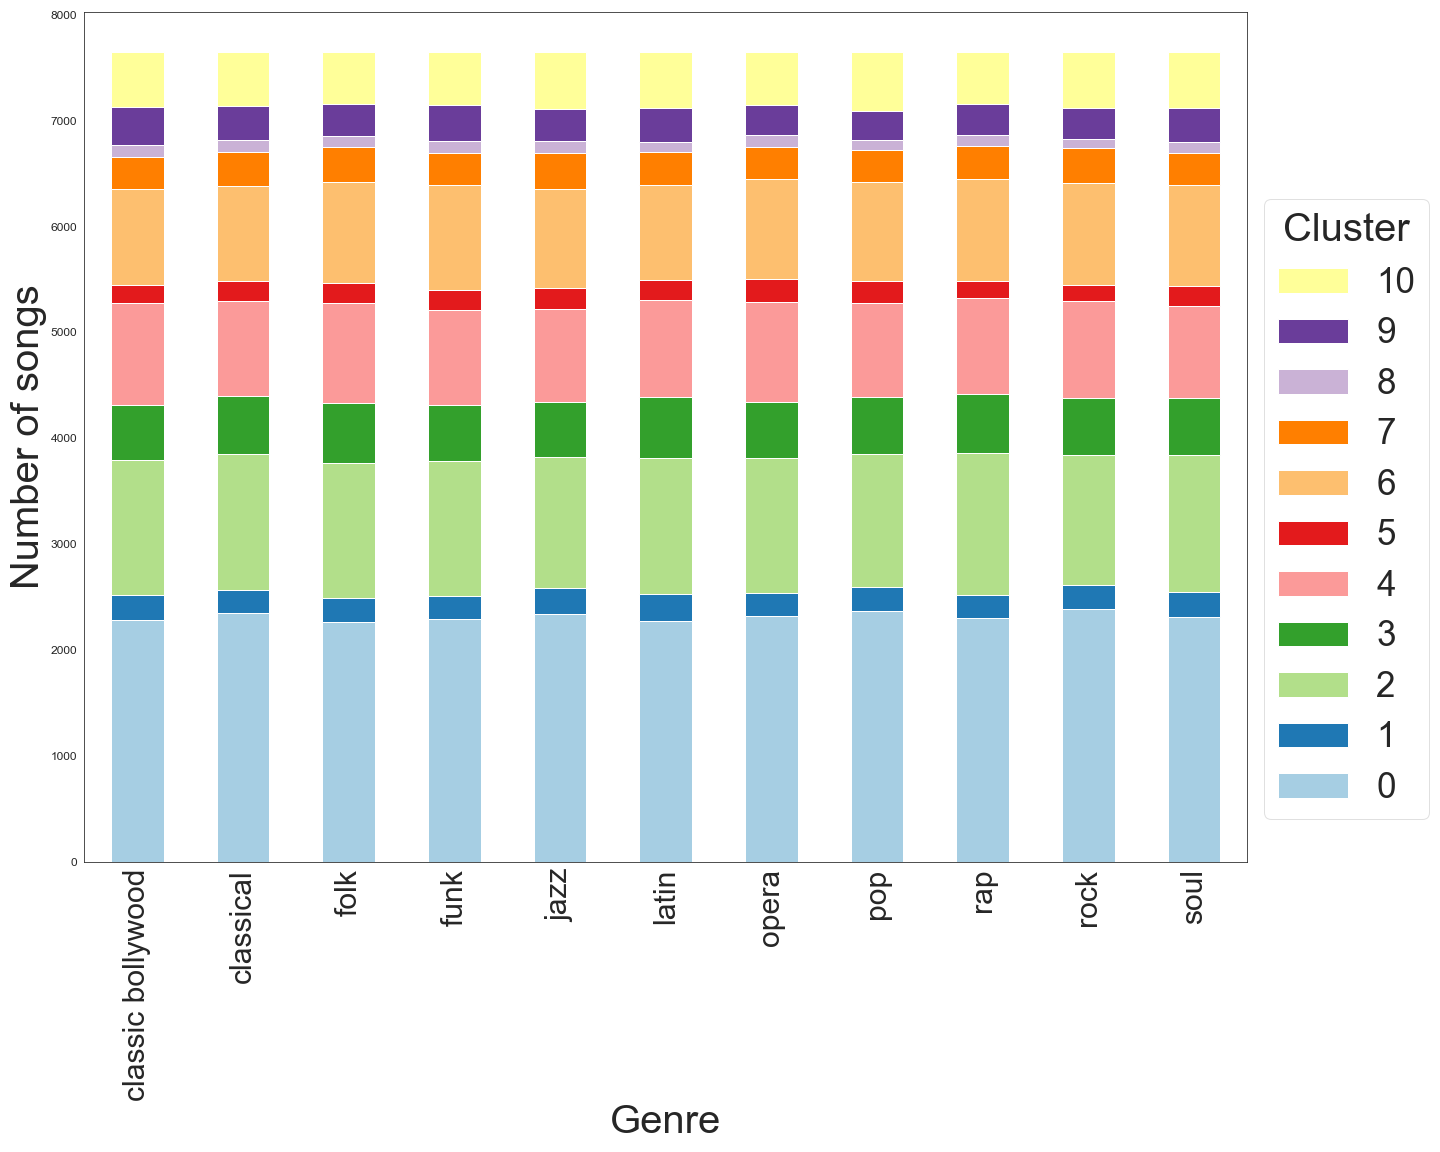 Number of songs
8000
7000
6000
5000
4000
3000
2000
1000
0
classic bollywood
classical
folk
funk
jazz
latin
opera
pop
rap
rock
soul
Genre
Cluster
10
9
8
7
6
5
4
3
2
1
0